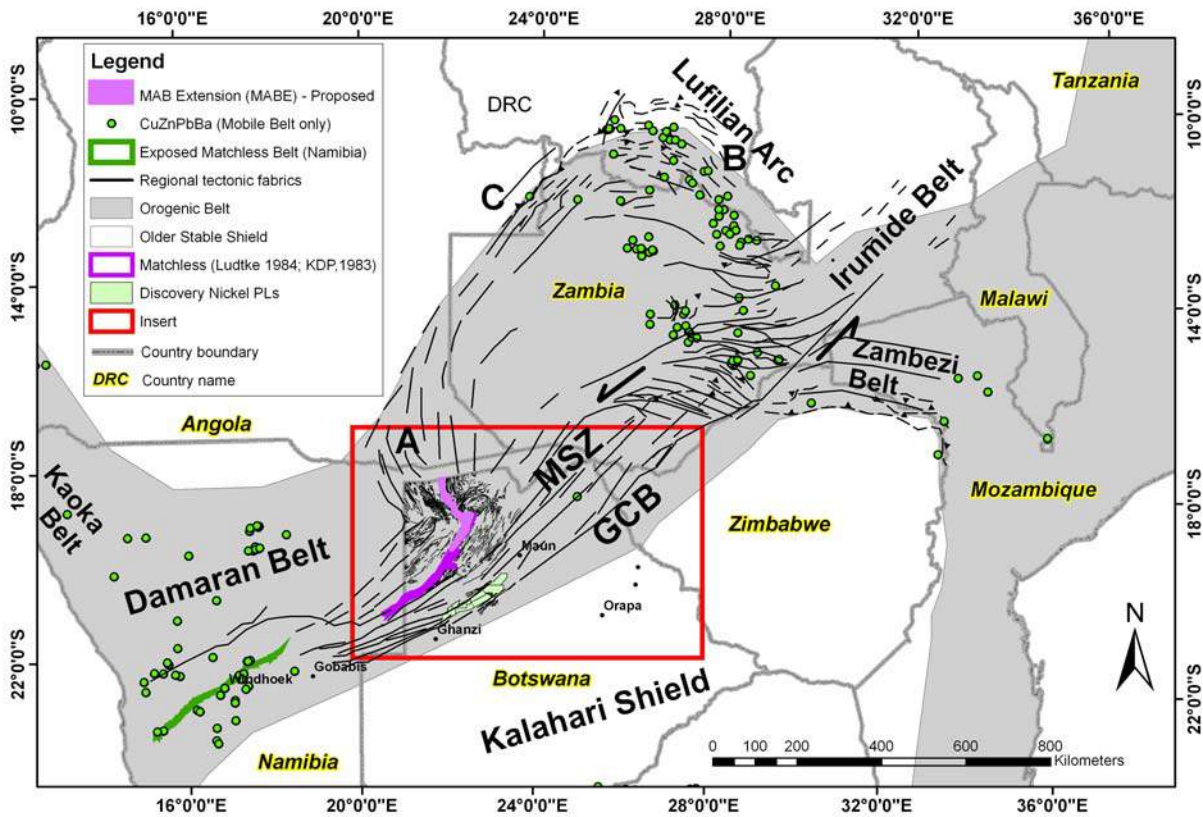 16°0'0"E 20°0'0"E 24°0'0"E 28°0'0"E 32°0'0"E 36°0'0"E
Legend
MAB Extension (MABE) - Proposed
CuZnPbBa (Mobile Belt only)
Exposed Matchless Belt (Namibia)
Regional tectonic fabrics
Orogenic Belt
Older Stable Shield
Matchless (Ludtke 1984; KDP,1983)
Discovery Nickel PLs
Insert
Country boundary
DRC Country name
10°0'0"S
14°0'0"S
18°0'0"S
22°0'0"S
10°0'0"S
14°0'0"S
18°0'0"S
22°0'0"S
Tanzania
DRC
Lufilian Arc
B
C
Irumide Belt
Zambia
Malawi
Zambezi
Belt
Angola
A
MSZ
GCB
Kaoka
Belt
Mozambique
Zimbabwe
Damaran Belt
Maun
Orapa
Ghanzi
Gobabis
Windhoek
Botswana
Kalahari Shield
Namibia
N
0 100 200 400 600 800
Kilometers
16°0'0"E 20°0'0"E 24°0'0"E 28°0'0"E 32°0'0"E 36°0'0"E